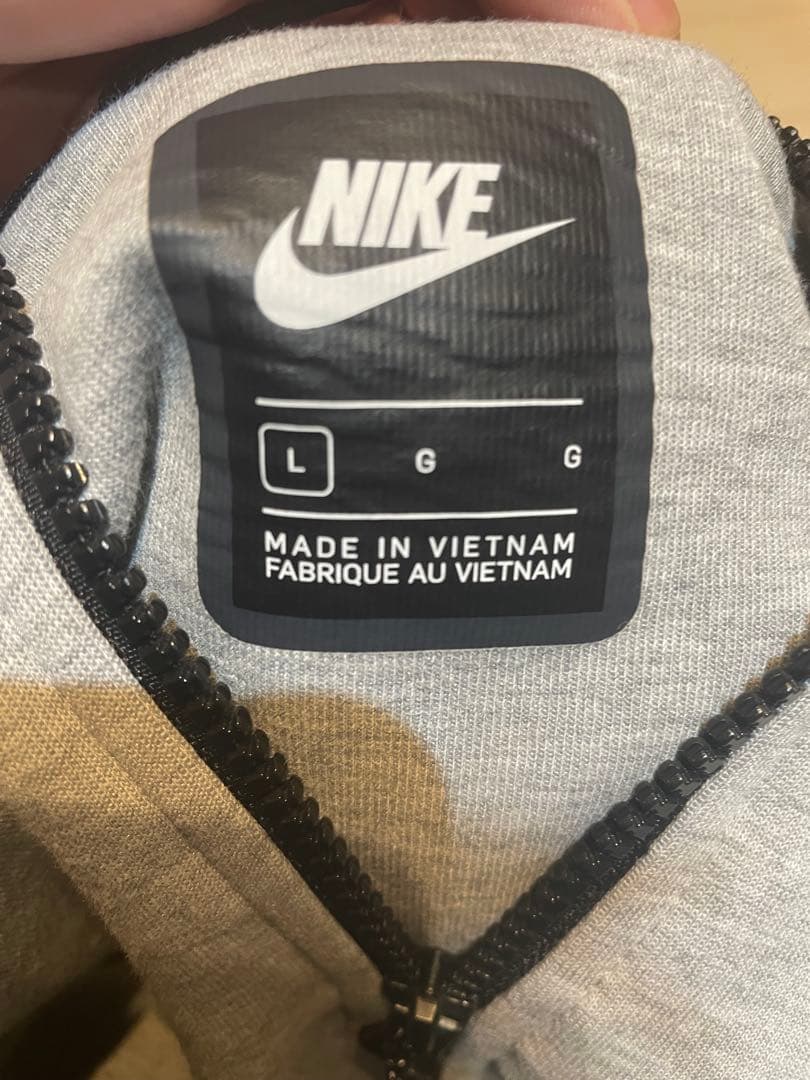 NIKE
L G G
MADE IN VIETNAM
FABRIQUE AU VIETNAM